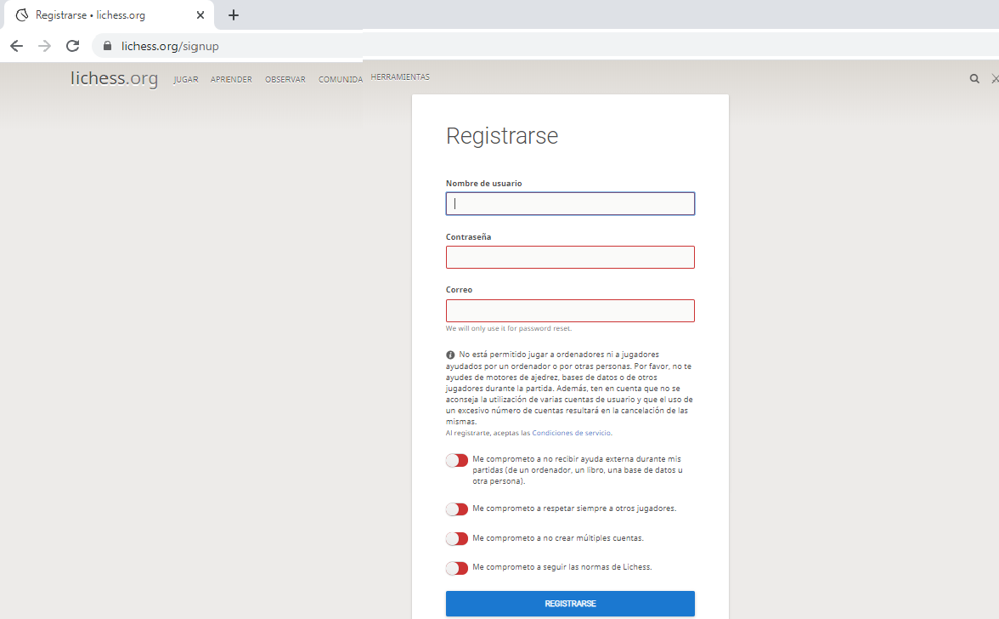 Registrarse • lichess.org
lichess.org/signup
lichess.org JUGAR APRENDER OBSERVAR COMUNIDA HERRAMIENTAS
Registrarse
Nombre de usuario
Contraseña
Correo
We will only use it for password reset.
No está permitido jugar a ordenadores ni a jugadores
ayudados por un ordenador o por otras personas. Por favor, no te
ayudes de motores de ajedrez, bases de datos o de otros
jugadores durante la partida. Además, ten en cuenta que no se
aconseja la utilización de varias cuentas de usuario y que el uso de
un excesivo número de cuentas resultará en la cancelación de las
mismas.
Al registrarte, aceptas las Condiciones de servicio.
Me comprometo a no recibir ayuda externa durante mis
partidas (de un ordenador, un libro, una base de datos u
otra persona).
Me comprometo a respetar siempre a otros jugadores.
Me comprometo a no crear múltiples cuentas.
Me comprometo a seguir las normas de Lichess.
REGISTRARSE